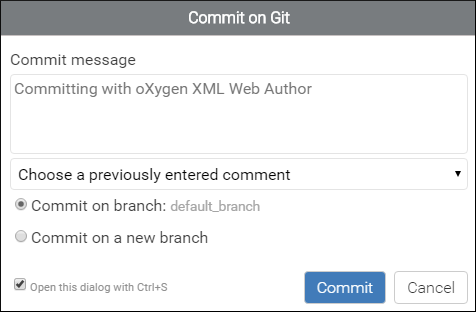 Commit on Git
Commit message
Committing with oXygen XML Web Author
Choose a previously entered comment
Commit on branch: default_branch
Commit on a new branch
Open this dialog with Ctrl+S
Commit
Cancel